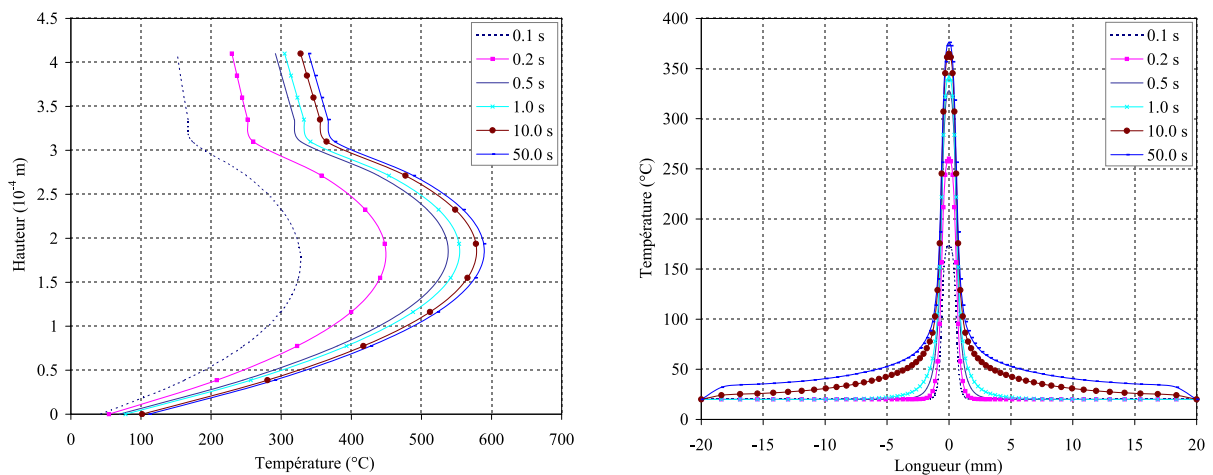 4.5
4
3.5
3
2.5
2
1.5
1
0.5
0
Hauteur (10⁻⁴ m)
0 100 200 300 400 500 600 700
Température (°C)
0.1 s
0.2 s
0.5 s
1.0 s
10.0 s
50.0 s
400
350
300
250
200
150
100
50
0
Température (°C)
-20 -15 -10 -5 0 5 10 15 20
Longueur (mm)
0.1 s
0.2 s
0.5 s
1.0 s
10.0 s
50.0 s